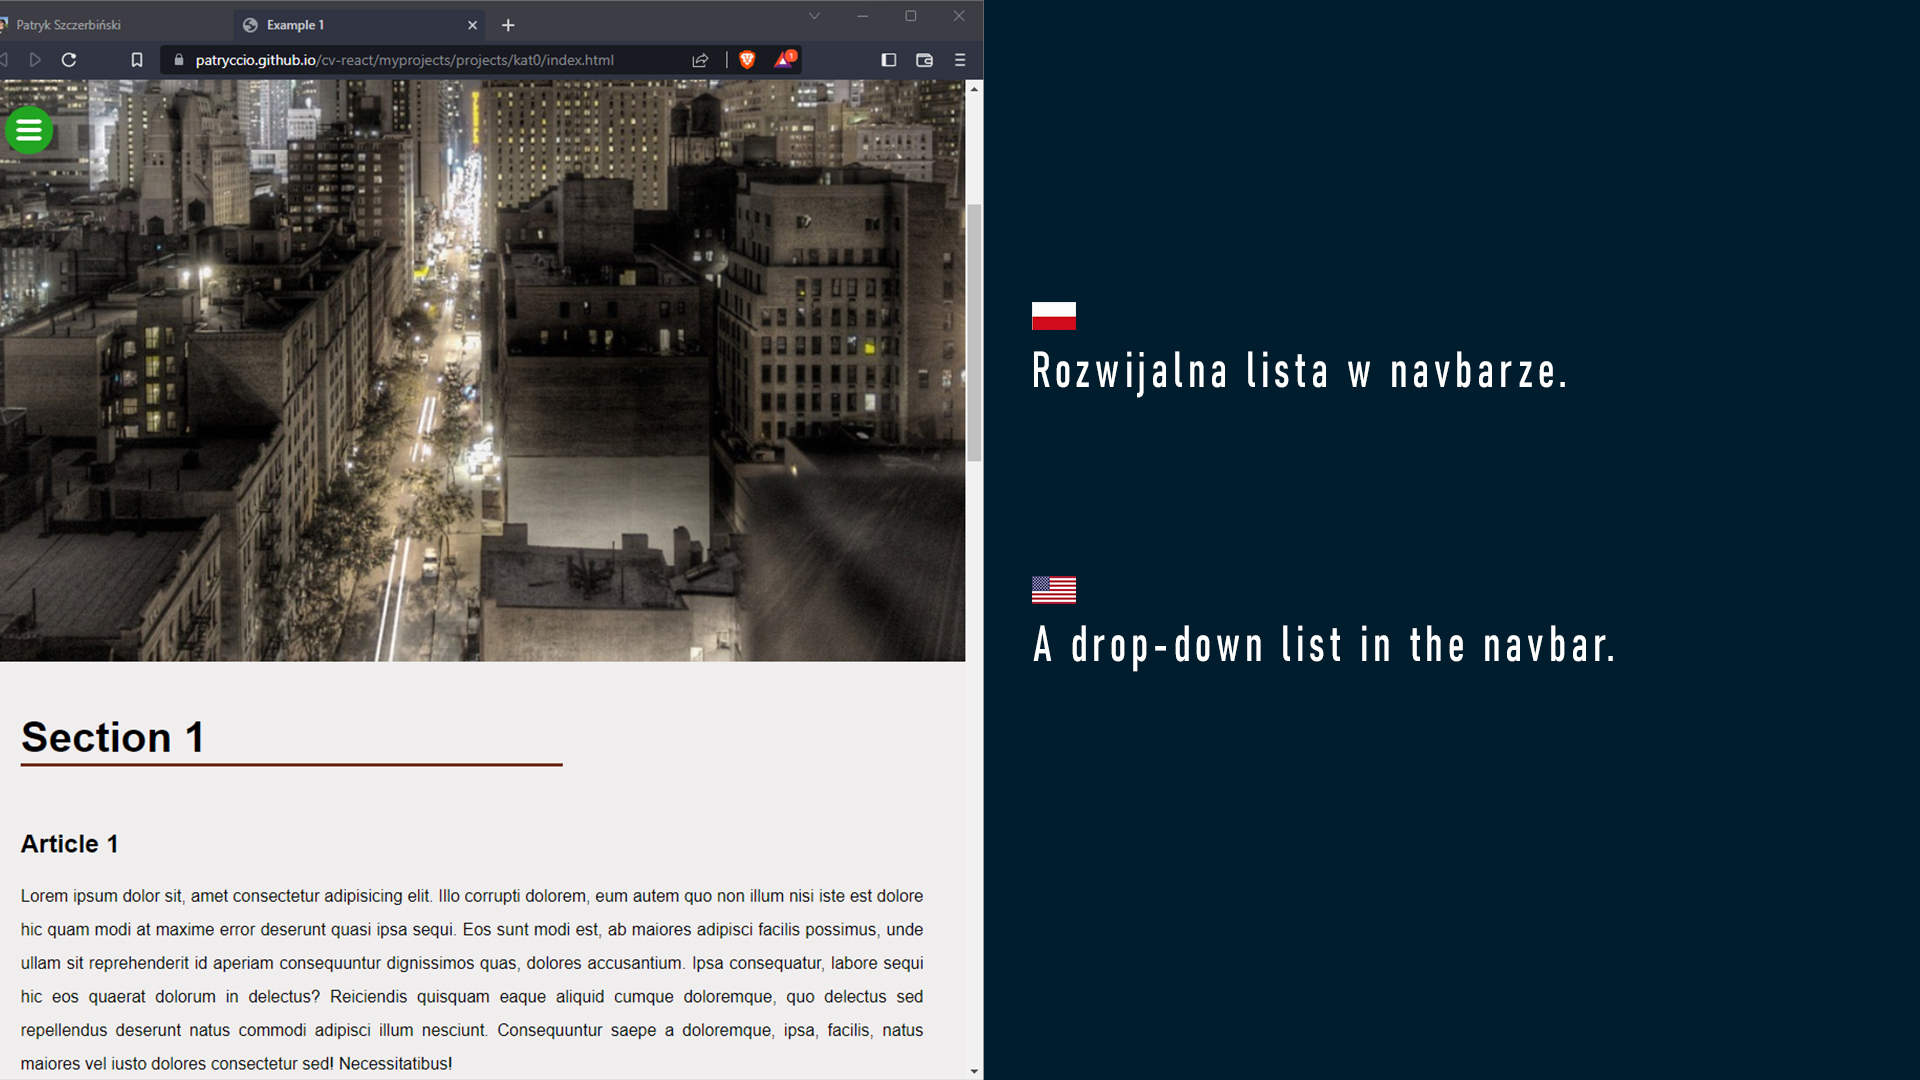 Patryk Szczerbiński
Example 1
patryccio.github.io/cv-react/myprojects/projects/kat0/index.html
1
Section 1
Article 1
Lorem ipsum dolor sit, amet consectetur adipisicing elit. Illo corrupti dolorem, eum autem quo non illum nisi iste est dolore
hic quam modi at maxime error deserunt quasi ipsa sequi. Eos sunt modi est, ab maiores adipisci facilis possimus, unde
ullam sit reprehenderit id aperiam consequuntur dignissimos quas, dolores accusantium. Ipsa consequatur, labore sequi
hic eos quaerat dolorum in delectus? Reiciendis quisquam eaque aliquid cumque doloremque, quo delectus sed
repellendus deserunt natus commodi adipisci illum nesciunt. Consequuntur saepe a doloremque, ipsa, facilis, natus
maiores vel iusto dolores consectetur sed! Necessitatibus!
Rozwijalna lista w navbarze.
A drop-down list in the navbar.